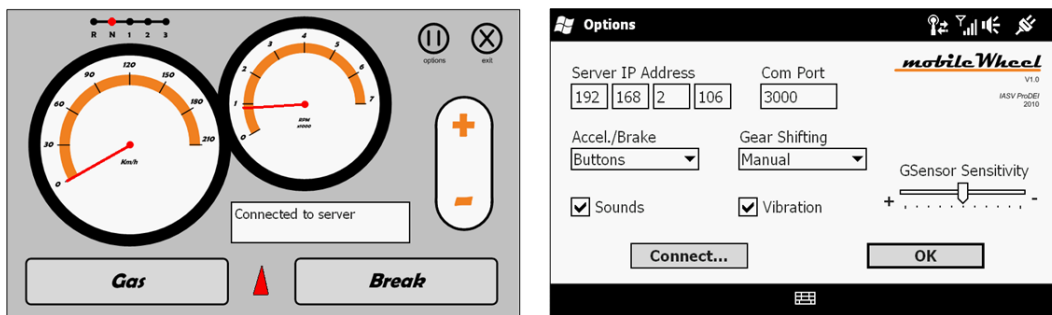 R N 1 2 3
0 30 60 90 120 150 180 210
Km/h
0 1 2 3 4 5 6 7
RPM
x1000
options
exit
+
-
Connected to server
Gas
Break
Options
mobileWheel
V1.0
IASV ProDEI
2010
Server IP Address
Com Port
192 168 2 106
3000
Accel./Brake
Gear Shifting
Buttons
Manual
GSensor Sensitivity
+ -
Sounds
Vibration
Connect...
OK